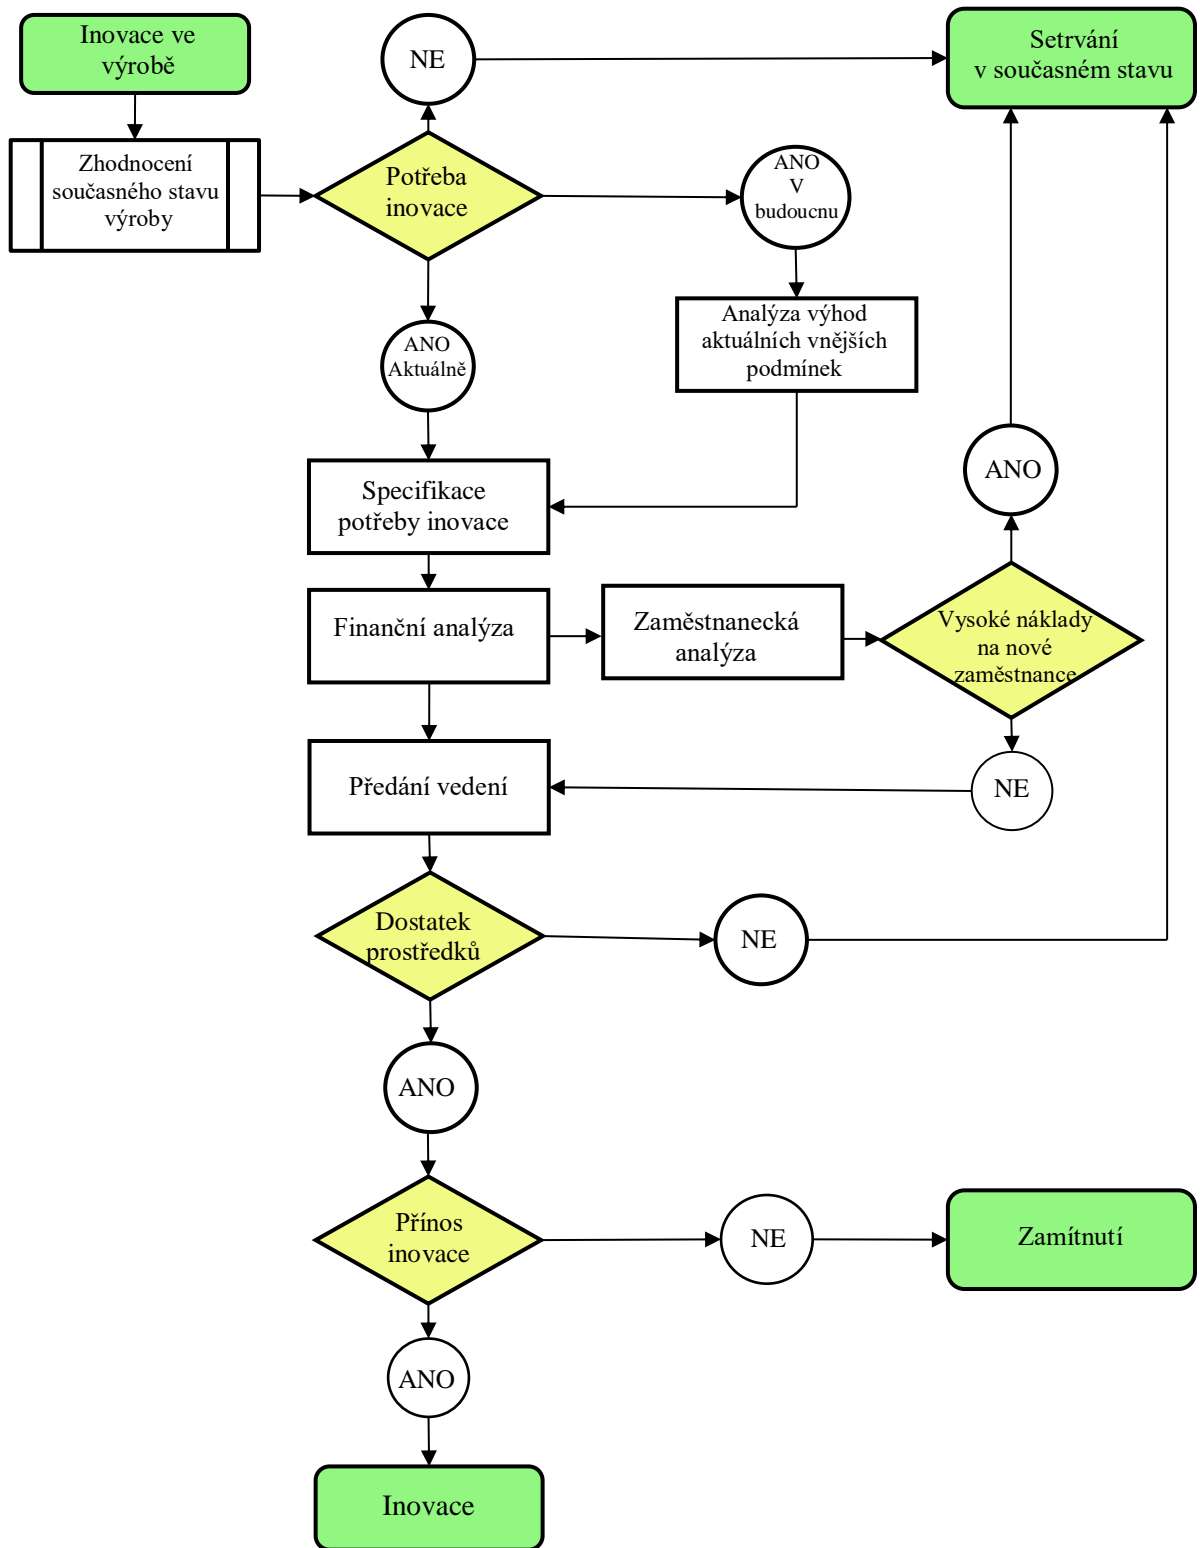 Inovace ve
výrobě
NE
Setrvání
v současném stavu
Zhodnocení
současného stavu
výroby
Potřeba
inovace
ANO
V
budoucnu
Analýza výhod
aktuálních vnějších
podmínek
ANO
Aktuálně
ANO
Specifikace
potřeby inovace
Finanční analýza
Zaměstnanecká
analýza
Vysoké náklady
na nové
zaměstnance
Předání vedení
NE
Dostatek
prostředků
NE
ANO
Přínos
inovace
NE
Zamítnutí
ANO
Inovace